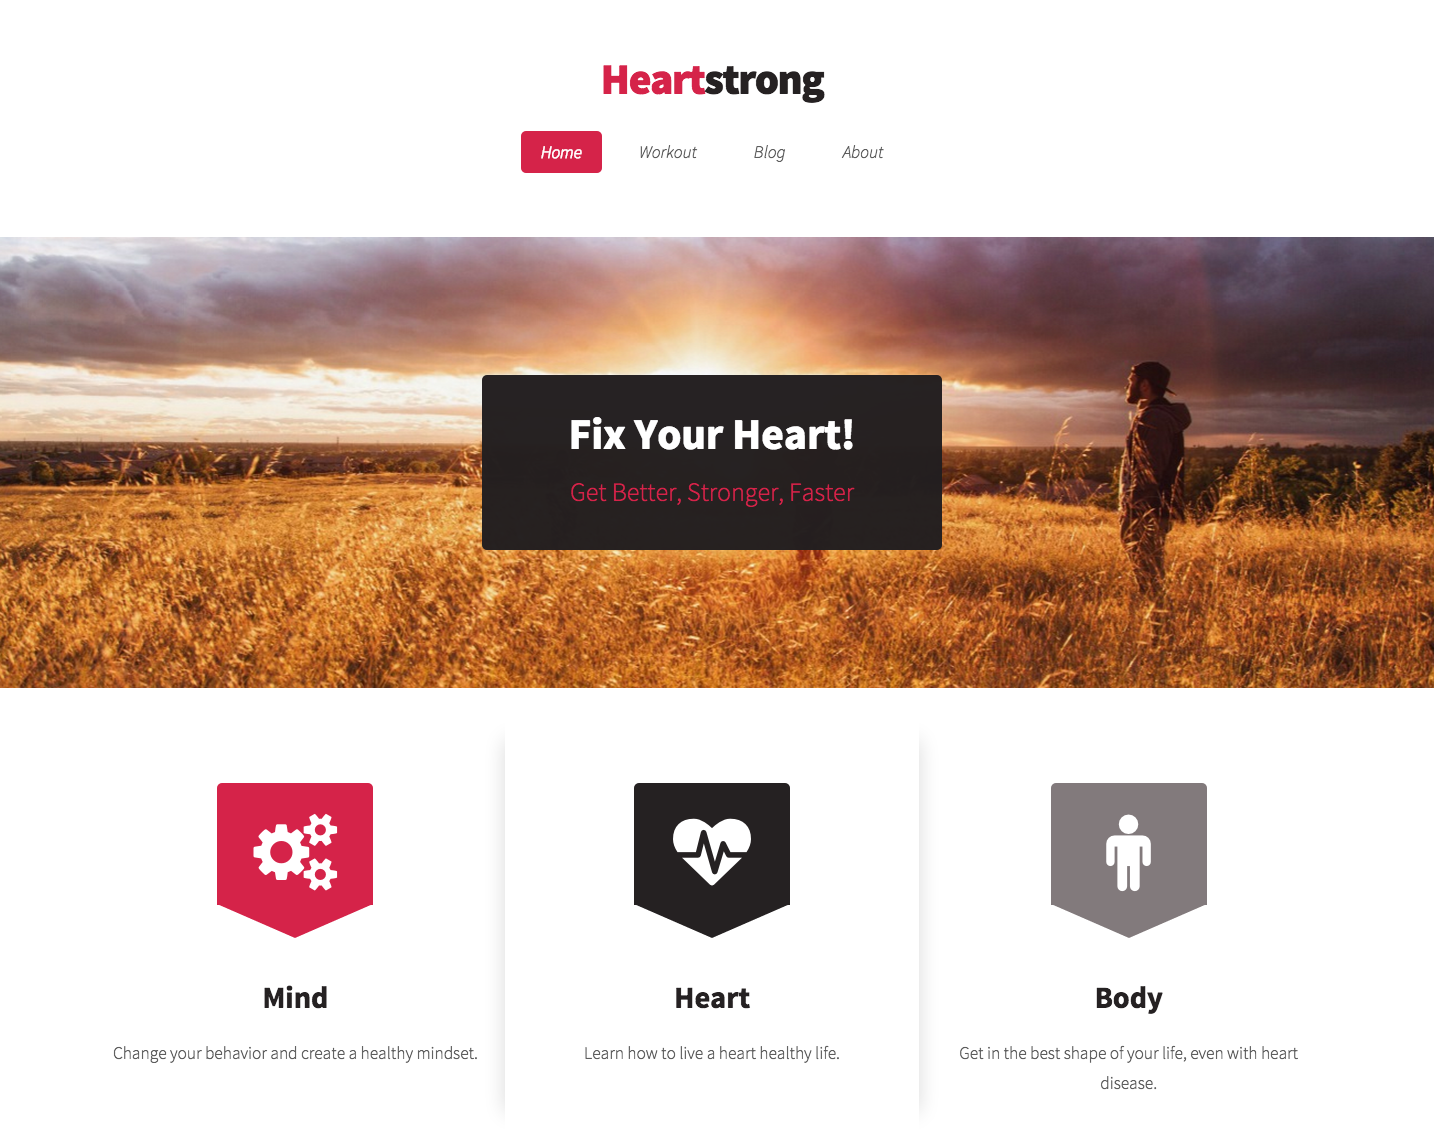 Heartstrong
Home Workout Blog About
Fix Your Heart!
Get Better, Stronger, Faster
Mind Heart Body
Change your behavior and create a healthy mindset.
Learn how to live a heart healthy life.
Get in the best shape of your life, even with heart
disease.